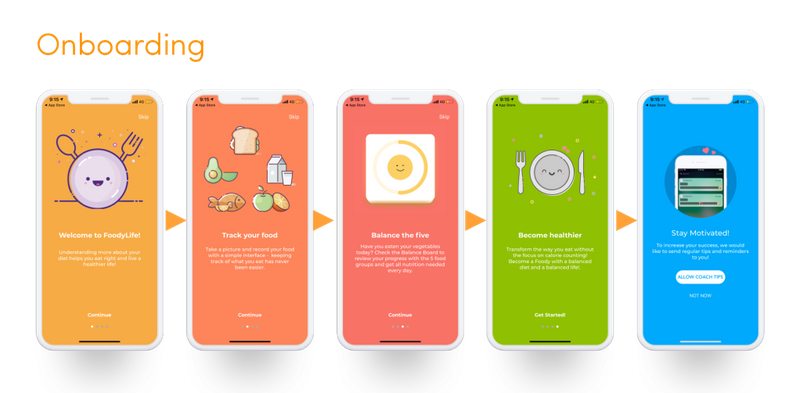 Onboarding
9:15
4G
App Store
Skip
Welcome to FoodyLife!
Understanding more about your
diet helps you eat right and live a
healthier life!
Continue
9:15
4G
App Store
Skip
Track your food
Take a picture and record your food
with a simple interface - keeping
track of what you eat has never
been easier.
Continue
9:15
4G
App Store
Skip
Balance the five
Have you eaten your vegetables
today? Check the Balance Board to
review your progress with the 5 food
groups and get all nutrition needed
every day.
Continue
9:15
4G
App Store
Become healthier
Transform the way you eat without
the focus on calorie counting!
Become a Foody with a balanced
diet and a balanced life!
Get Started!
9:15
4G
App Store
Stay Motivated!
To increase your success, we would
like to send regular tips and reminders
to you!
ALLOW COACH TIPS
NOT NOW